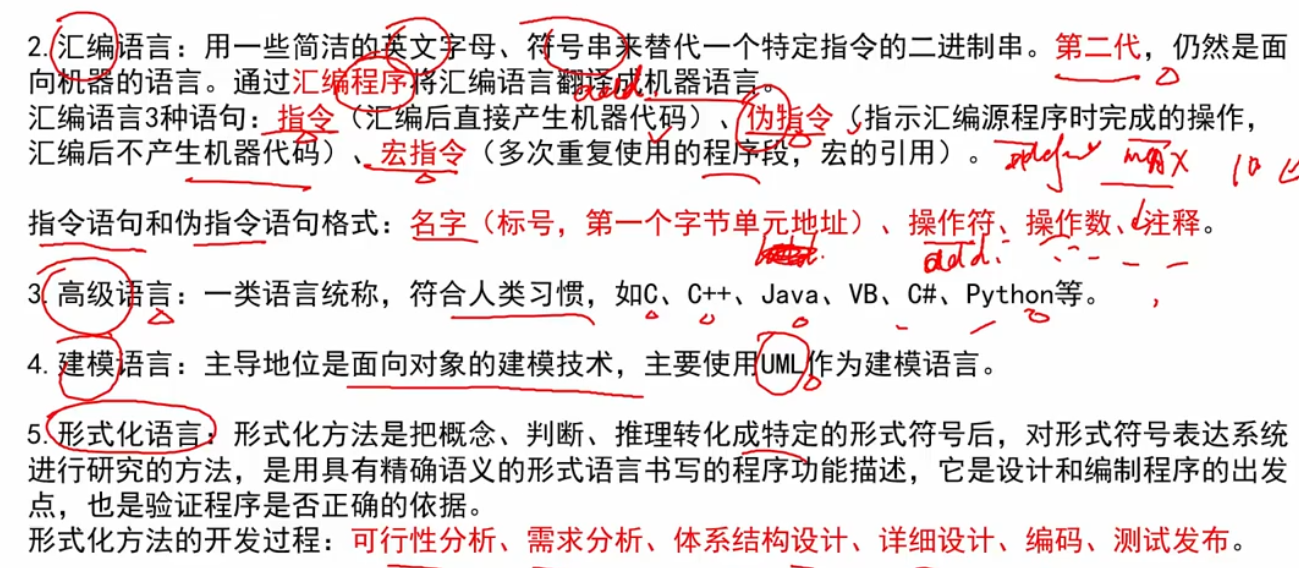 2. 汇编语言：用一些简洁的英文字母、符号串来替代一个特定指令的二进制串。第二代，仍然是面
向机器的语言。通过汇编程序将汇编语言翻译成机器语言。
add
汇编语言3种语句：指令（汇编后直接产生机器代码）、伪指令（指示汇编源程序时完成的操作，
汇编后不产生机器代码）、宏指令（多次重复使用的程序段，宏的引用）。
max 10
指令语句和伪指令语句格式：名字（标号，第一个字节单元地址）、操作符、操作数、注释。
add
3. 高级语言：一类语言统称，符合人类习惯，如C、C++、Java、VB、C#、Python等。
4. 建模语言：主导地位是面向对象的建模技术，主要使用UML作为建模语言。
5. 形式化语言：形式化方法是把概念、判断、推理转化成特定的形式符号后，对形式符号表达系统
进行研究的方法，是用具有精确语义的形式语言书写的程序功能描述，它是设计和编制程序的出发
点，也是验证程序是否正确的依据。
形式化方法的开发过程：可行性分析、需求分析、体系结构设计、详细设计、编码、测试发布。